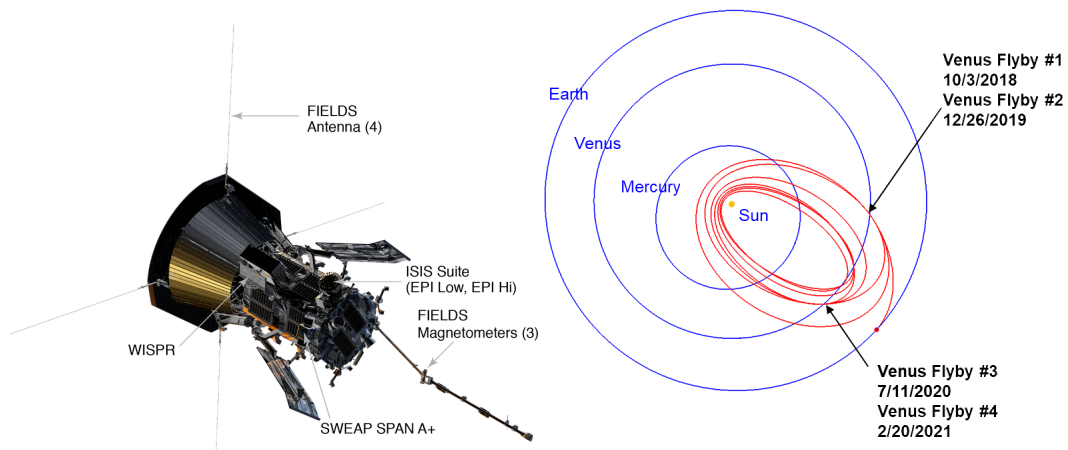 FIELDS
Antenna (4)
ISIS Suite
(EPI Low, EPI Hi)
FIELDS
Magnetometers (3)
WISPR
SWEAP SPAN A+
Earth
Venus
Mercury
Sun
Venus Flyby #1
10/3/2018
Venus Flyby #2
12/26/2019
Venus Flyby #3
7/11/2020
Venus Flyby #4
2/20/2021